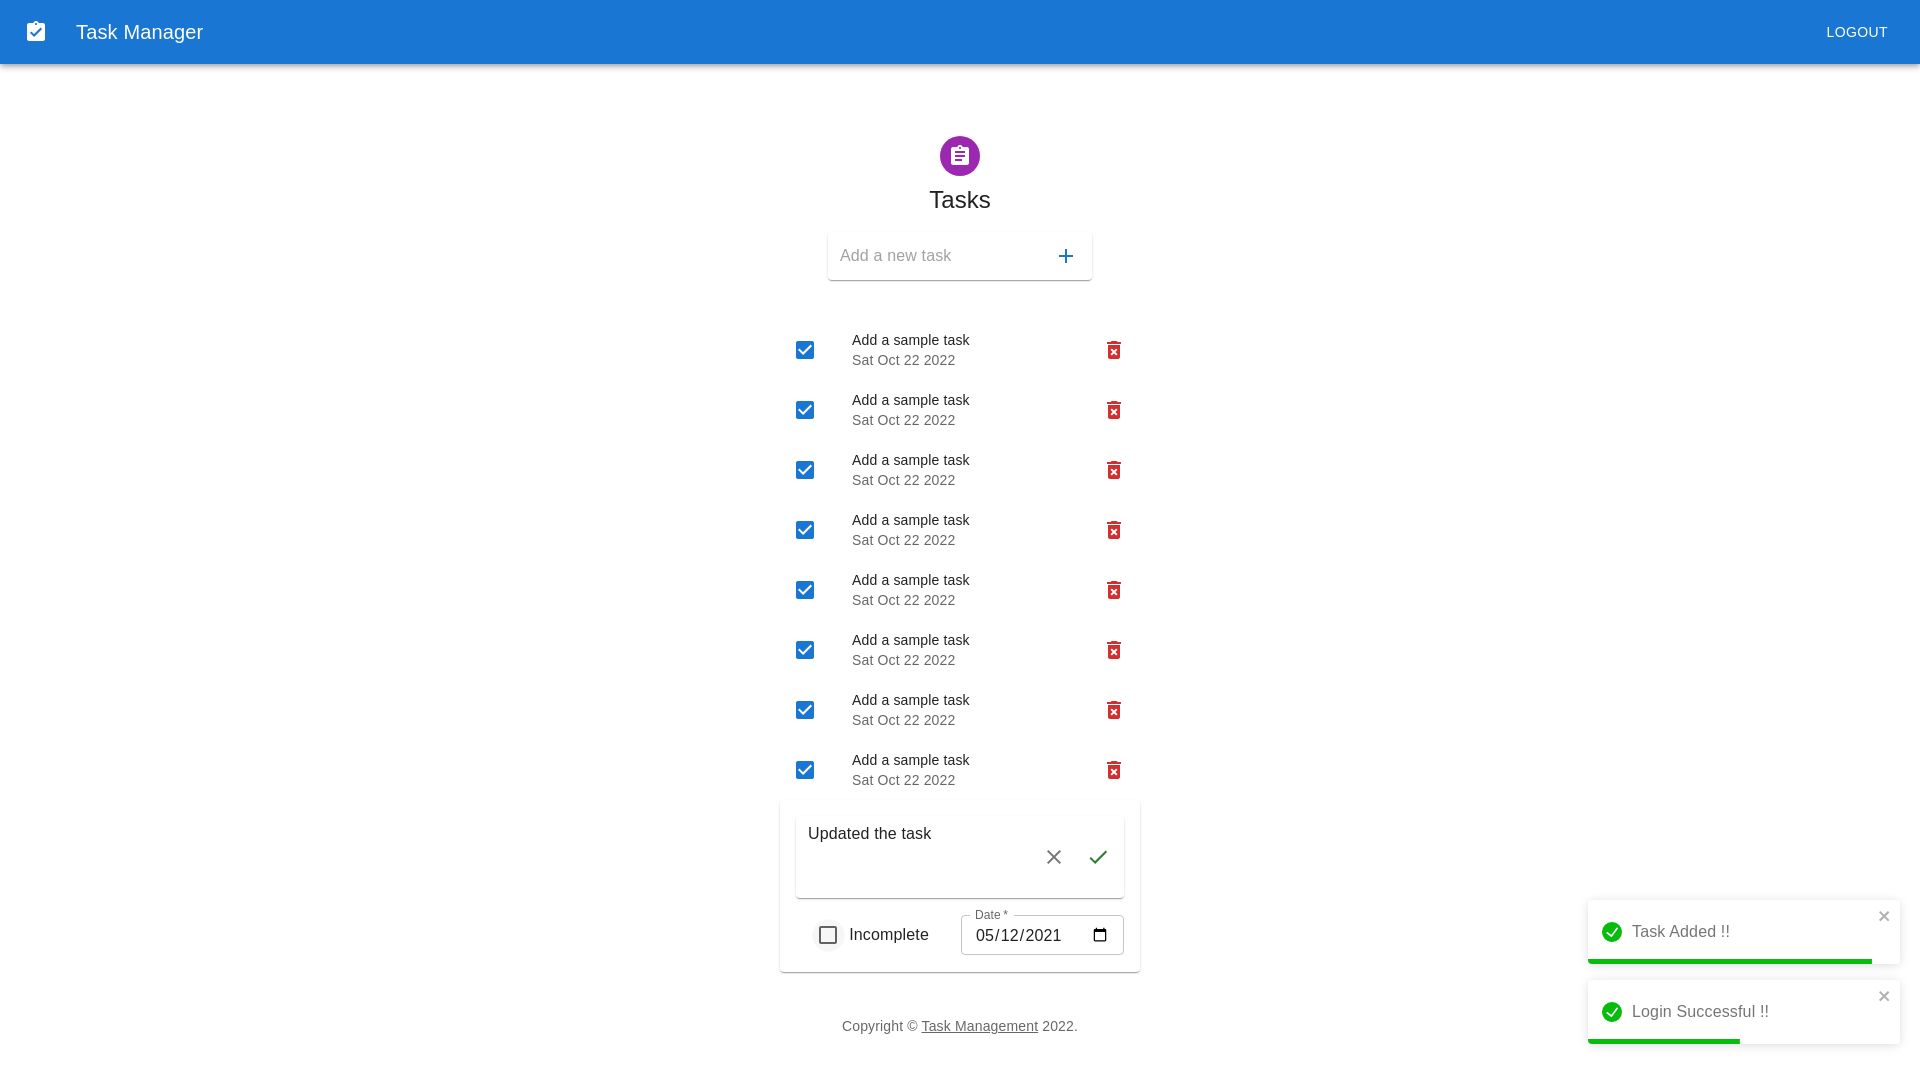 Task Manager
LOGOUT
Tasks
Add a new task
Add a sample task
Sat Oct 22 2022
Add a sample task
Sat Oct 22 2022
Add a sample task
Sat Oct 22 2022
Add a sample task
Sat Oct 22 2022
Add a sample task
Sat Oct 22 2022
Add a sample task
Sat Oct 22 2022
Add a sample task
Sat Oct 22 2022
Add a sample task
Sat Oct 22 2022
Updated the task
Incomplete
Date *
05/12/2021
Task Added !!
Login Successful !!
Copyright © Task Management 2022.